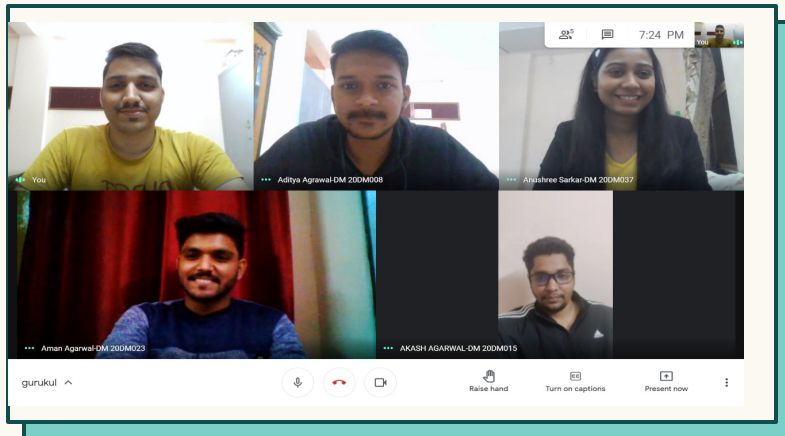 5
7:24 PM
You
You
Aditya Agrawal-DM 20DM008
Anushree Sarkar-DM 20DM037
Aman Agarwal-DM 20DM023
AKASH AGARWAL-DM 20DM015
gurukul
Raise hand
Turn on captions
Present now